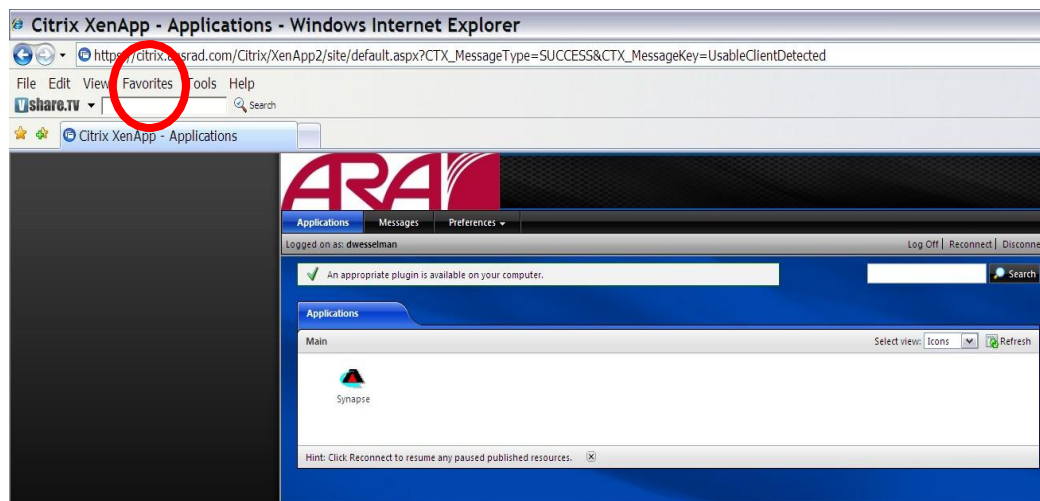 Citrix XenApp - Applications - Windows Internet Explorer
https://citrix.ausrad.com/Citrix/XenApp2/site/default.aspx?CTX_MessageType=SUCCESS&CTX_MessageKey=UsableClientDetected
File Edit View Favorites Tools Help
Vshare.TV Search
Citrix XenApp - Applications
ARA
Applications Messages Preferences
Logged on as: dwesselman Log Off | Reconnect | Disconne
An appropriate plugin is available on your computer. Search
Applications
Main Select view: Icons Refresh
Synapse
Hint: Click Reconnect to resume any paused published resources.